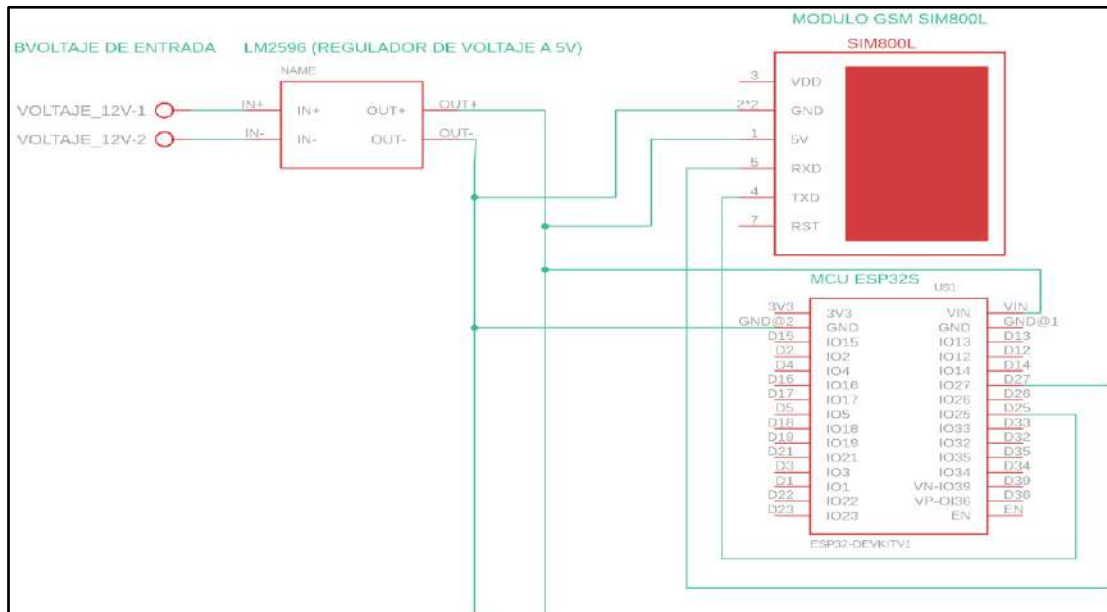 MODULO GSM SIM800L
BVOLTAJE DE ENTRADA LM2596 (REGULADOR DE VOLTAJE A 5V)
SIM800L
NAME
VOLTAJE_12V-1 IN+ IN+ OUT+ OUT+
VOLTAJE_12V-2 IN- IN- OUT- OUT-
3 VDD
2*2 GND
1 5V
5 RXD
4 TXD
7 RST
MCU ESP32S
US1
3V3 3V3 VIN VIN
GND@2 GND GND GND@1
D15 IO15 IO13 D13
D2 IO2 IO12 D12
D4 IO4 IO14 D14
D16 IO16 IO27 D27
D17 IO17 IO26 D26
D5 IO5 IO25 D25
D18 IO18 IO33 D33
D19 IO19 IO32 D32
D21 IO21 IO35 D35
D3 IO3 IO34 D34
D1 IO1 VN-IO39 D39
D22 IO22 VP-OI36 D36
D23 IO23 EN EN
ESP32-DEVKITV1